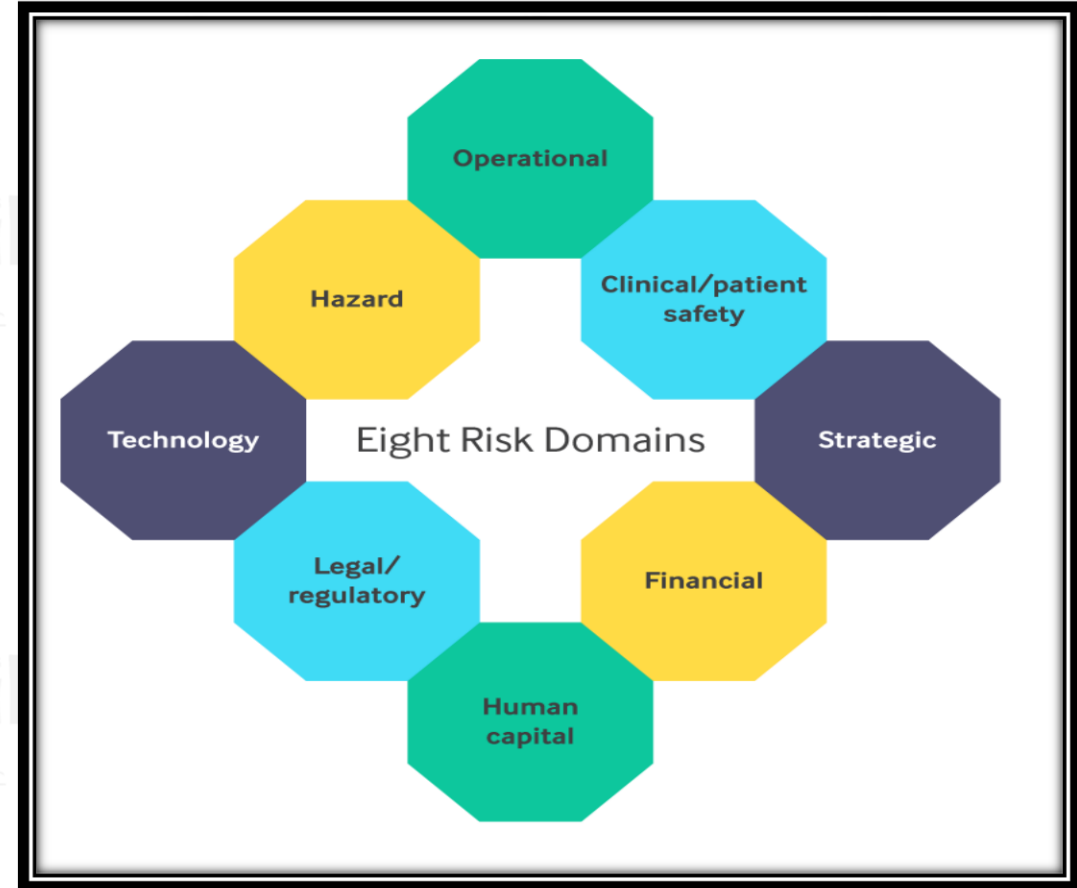 Operational
Hazard
Clinical/patient
safety
Technology
Eight Risk Domains
Strategic
Legal/
regulatory
Financial
Human
capital